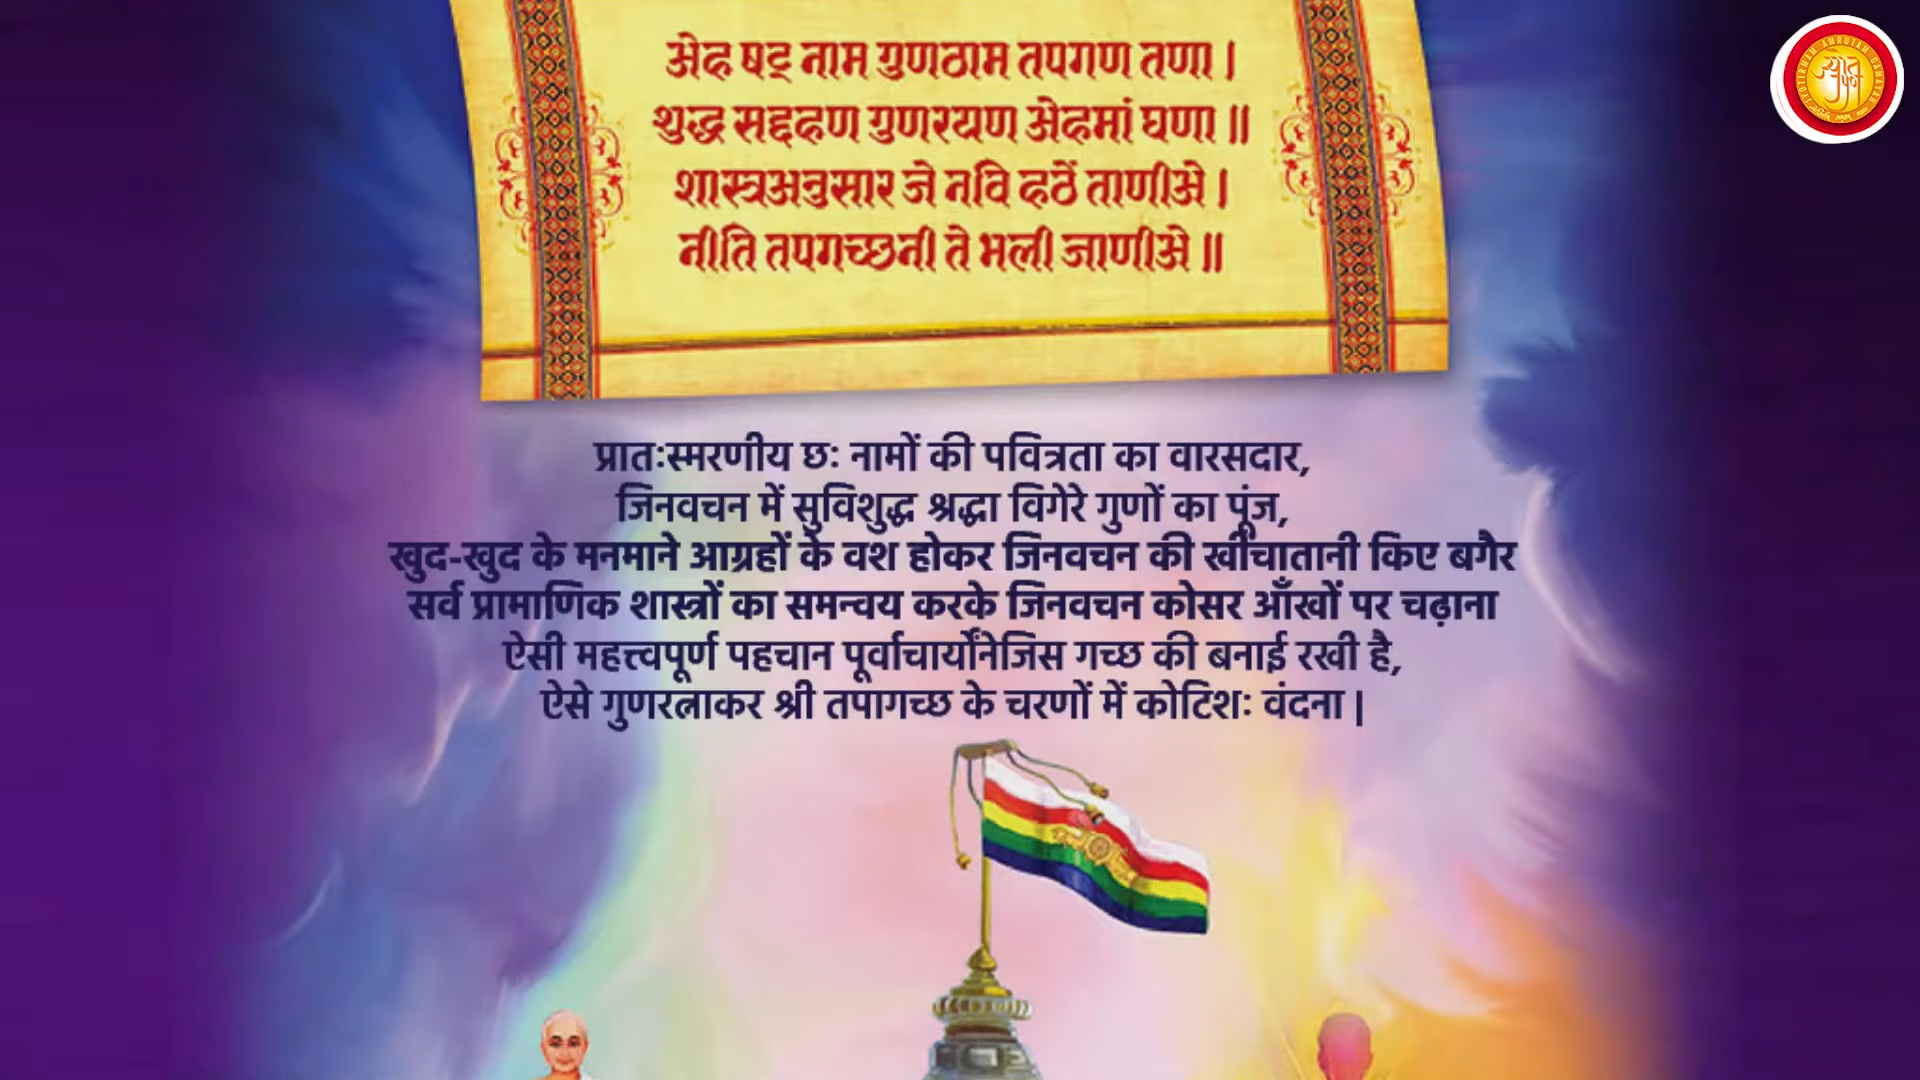 अेह षट् नाम गुणठाम तपगण तणा ।
शुद्ध सद्दहण गुणरयण अेहमां घणा ॥
शास्त्रअनुसार जे नवि हठें ताणीअे ।
नीति तपगच्छनी ते भली जाणीअे ॥
प्रातःस्मरणीय छः नामों की पवित्रता का वारसदार,
जिनवचन में सुविशुद्ध श्रद्धा विगेरे गुणों का पूंज,
खुद-खुद के मनमाने आग्रहों के वश होकर जिनवचन की खींचातानी किए बगैर
सर्व प्रामाणिक शास्त्रों का समन्वय करके जिनवचन कोसर आँखों पर चढ़ाना
ऐसी महत्त्वपूर्ण पहचान पूर्वाचार्योंनेजिस गच्छ की बनाई रखी है,
ऐसे गुणरत्नाकर श्री तपागच्छ के चरणों में कोटिशः वंदना |